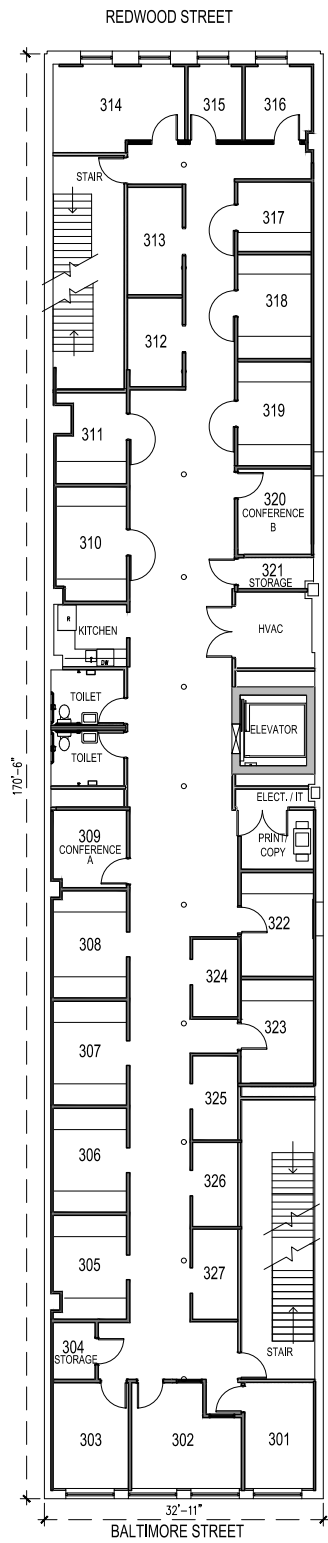 REDWOOD STREET
314
315
316
STAIR
317
313
318
312
319
311
320
CONFERENCE
B
310
321
STORAGE
R
KITCHEN
HVAC
DW
TOILET
ELEVATOR
TOILET
170'-6"
ELECT. / IT
PRINT/
COPY
309
CONFERENCE
A
322
308
324
323
307
325
306
326
305
327
304
STORAGE
STAIR
303
302
301
32'-11"
BALTIMORE STREET